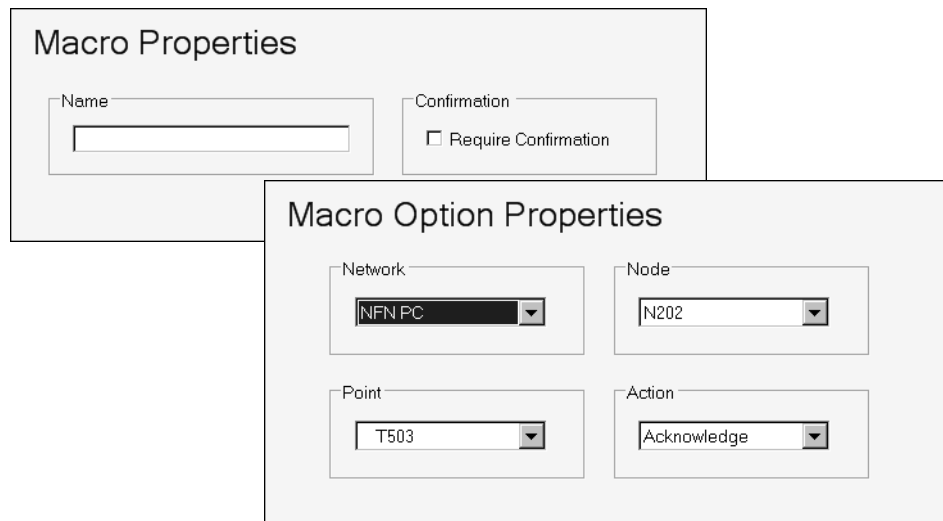 Macro Properties
Name
Confirmation
Require Confirmation
Macro Option Properties
Network
Node
NFN PC
N202
Point
Action
T503
Acknowledge